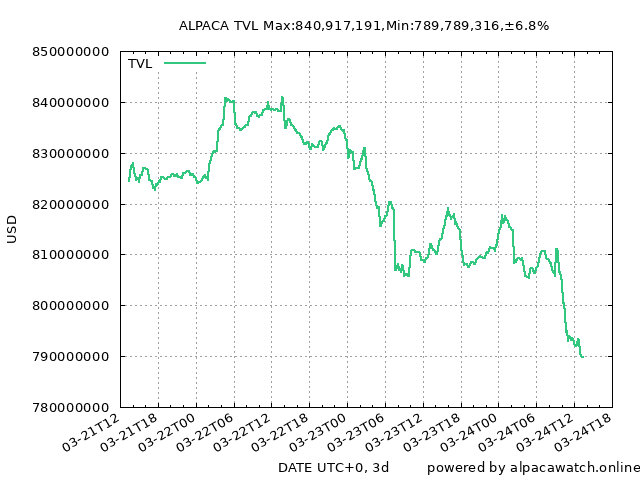 ALPACA TVL Max:840,917,191,Min:789,789,316,±6.8%
850000000
840000000
830000000
820000000
810000000
800000000
790000000
780000000
USD
TVL
03-21T12
03-21T18
03-22T00
03-22T06
03-22T12
03-22T18
03-23T00
03-23T06
03-23T12
03-23T18
03-24T00
03-24T06
03-24T12
03-24T18
DATE UTC+0, 3d
powered by alpacawatch.online